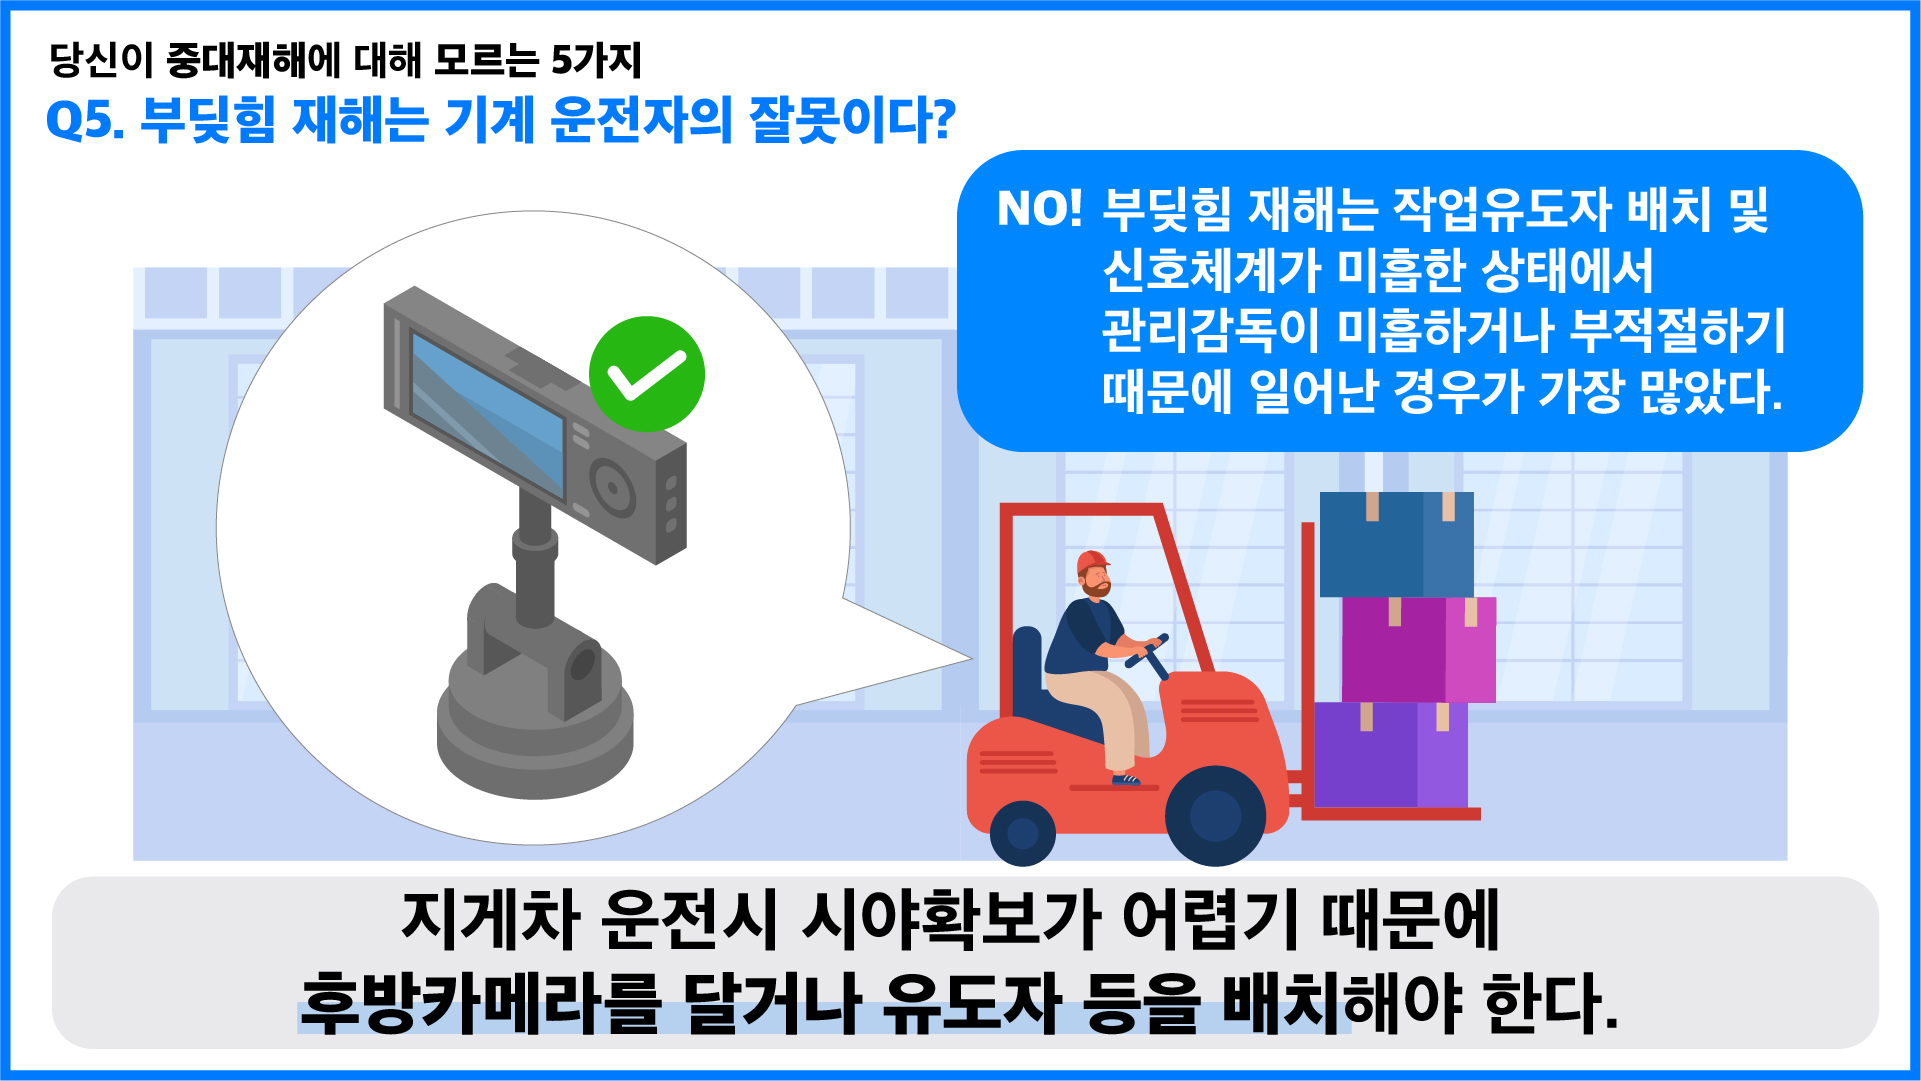 당신이 중대재해에 대해 모르는 5가지
Q5. 부딪힘 재해는 기계 운전자의 잘못이다?
NO! 부딪힘 재해는 작업유도자 배치 및
신호체계가 미흡한 상태에서
관리감독이 미흡하거나 부적절하기
때문에 일어난 경우가 가장 많았다.
지게차 운전시 시야확보가 어렵기 때문에
후방카메라를 달거나 유도자 등을 배치해야 한다.